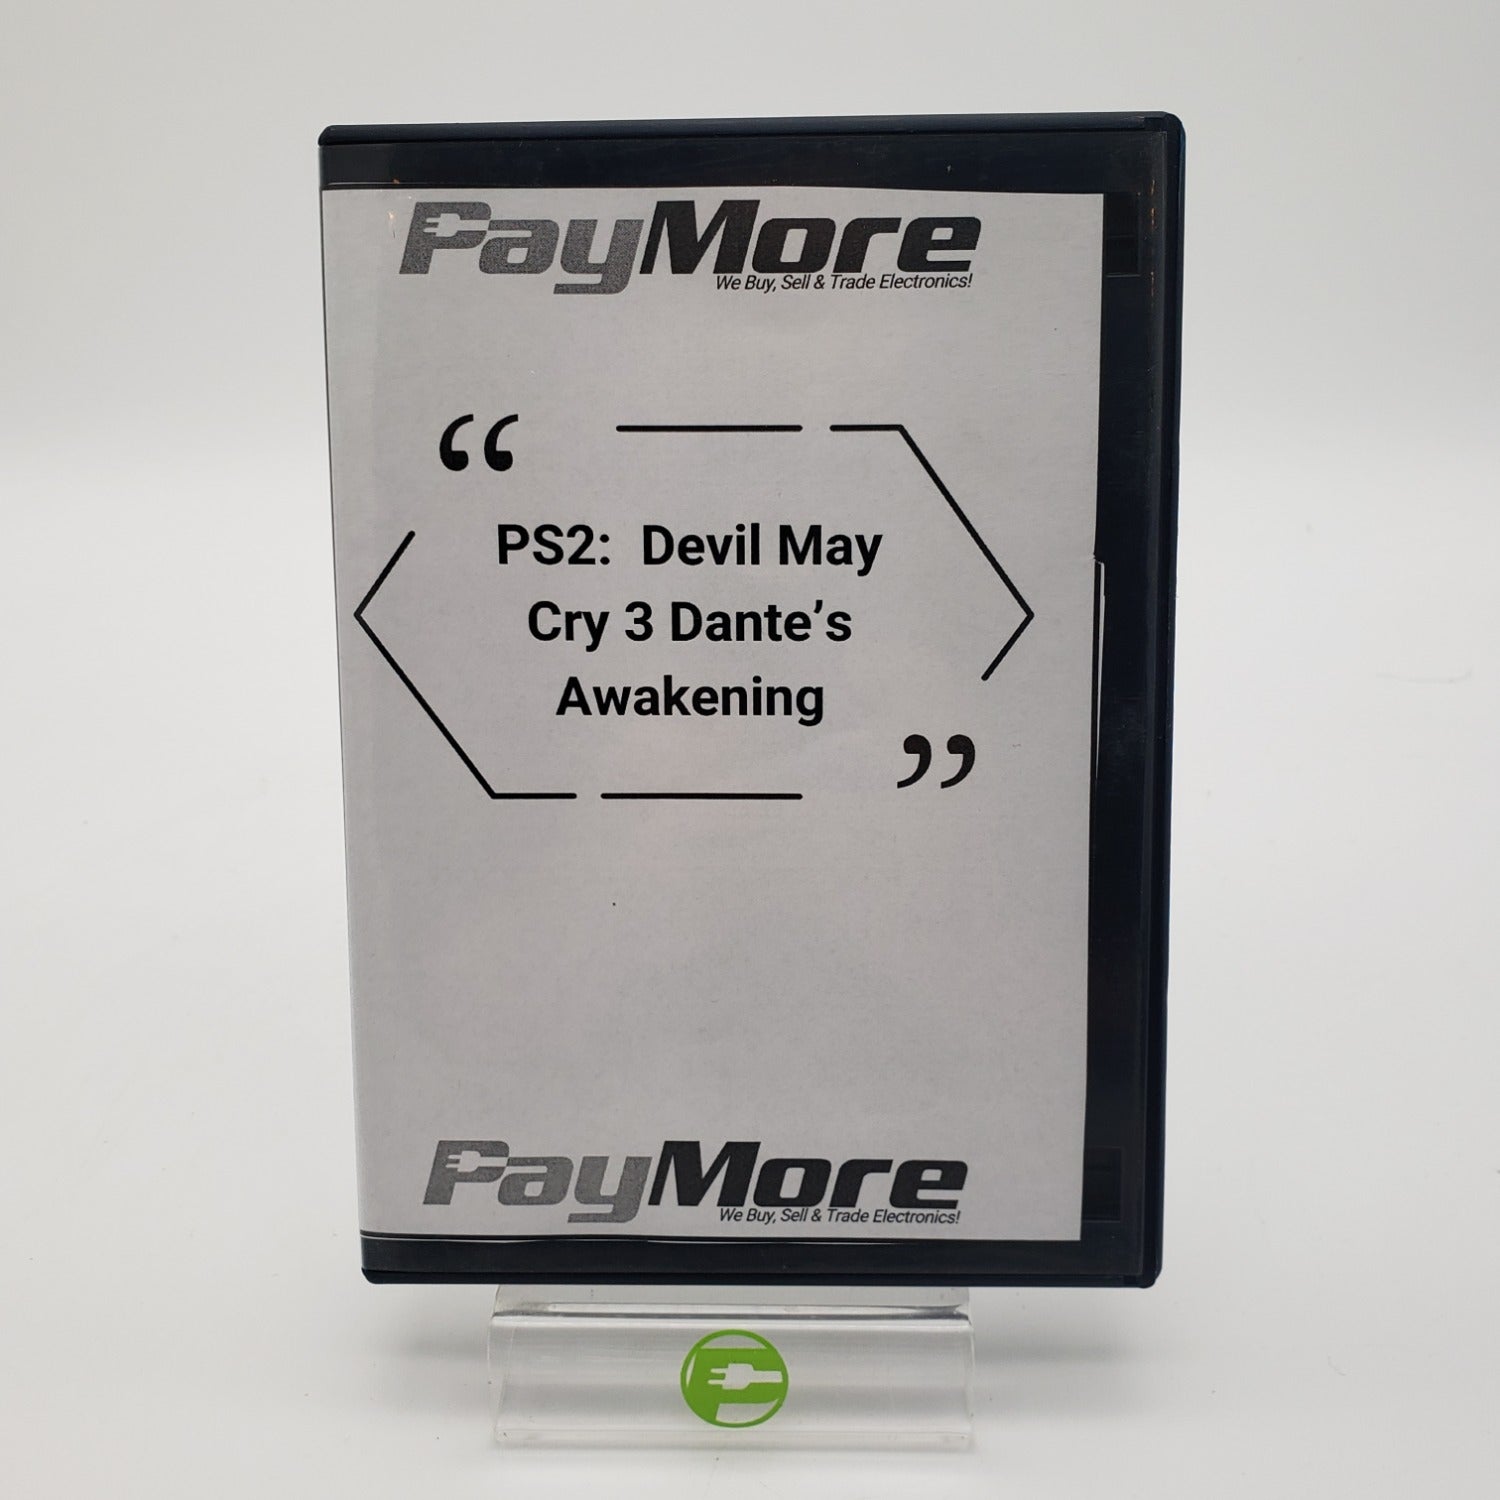 PayMore
We Buy, Sell & Trade Electronics!
“
PS2:  Devil May
Cry 3 Dante’s
Awakening
”
PayMore
We Buy, Sell & Trade Electronics!